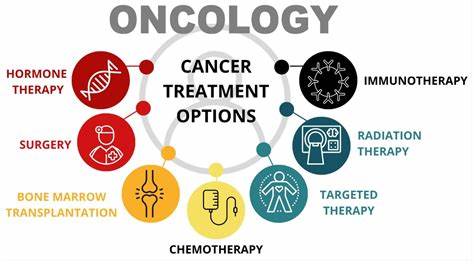 ONCOLOGY
CANCER
TREATMENT
OPTIONS
HORMONE
THERAPY
SURGERY
BONE MARROW
TRANSPLANTATION
CHEMOTHERAPY
TARGETED
THERAPY
RADIATION
THERAPY
IMMUNOTHERAPY